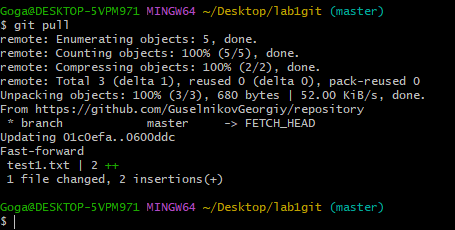 Goga@DESKTOP-5VPM971 MINGW64 ~/Desktop/lab1git (master)
$ git pull
remote: Enumerating objects: 5, done.
remote: Counting objects: 100% (5/5), done.
remote: Compressing objects: 100% (2/2), done.
remote: Total 3 (delta 1), reused 0 (delta 0), pack-reused 0
Unpacking objects: 100% (3/3), 680 bytes | 52.00 KiB/s, done.
From https://github.com/GuselnikovGeorgiy/repository
 * branch            master     -> FETCH_HEAD
Updating 01c0efa..0600ddc
Fast-forward
 test1.txt | 2 ++
 1 file changed, 2 insertions(+)
Goga@DESKTOP-5VPM971 MINGW64 ~/Desktop/lab1git (master)
$